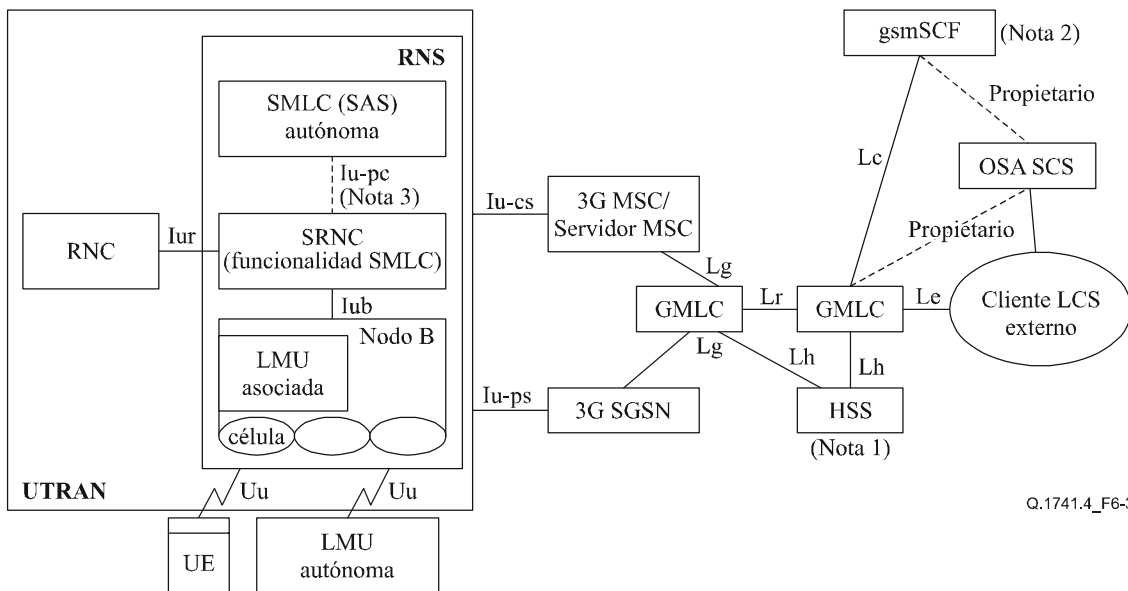 gsmSCF
(Nota 2)
RNS
SMLC (SAS)
autónoma
Propietario
Iu-pc
(Nota 3)
Lc
OSA SCS
Iu-cs
3G MSC/
Servidor MSC
RNC
Iur
SRNC
(funcionalidad SMLC)
Propietario
Lg
Iub
GMLC
Lr
GMLC
Le
Cliente LCS
externo
Nodo B
LMU
asociada
Lg
Lh
Lh
Iu-ps
3G SGSN
HSS
(Nota 1)
célula
UTRAN
Uu
Uu
Q.1741.4_F6-3
UE
LMU
autónoma